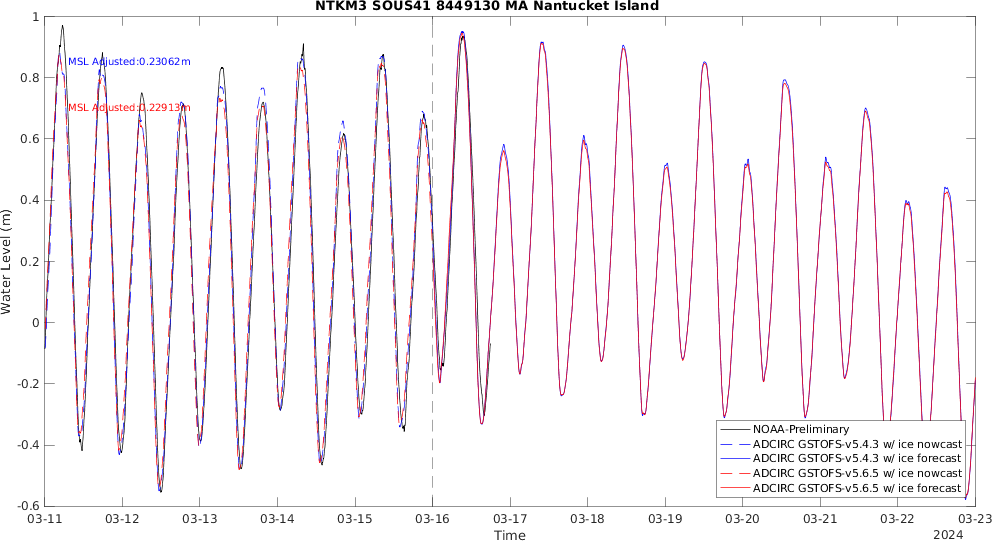 NTKM3 SOUS41 8449130 MA Nantucket Island
1
0.8
0.6
0.4
0.2
0
-0.2
-0.4
-0.6
Water Level (m)
MSL Adjusted:0.23062m
MSL Adjusted:0.22913m
NOAA-Preliminary
ADCIRC GSTOFS-v5.4.3 w/ ice nowcast
ADCIRC GSTOFS-v5.4.3 w/ ice forecast
ADCIRC GSTOFS-v5.6.5 w/ ice nowcast
ADCIRC GSTOFS-v5.6.5 w/ ice forecast
03-11 03-12 03-13 03-14 03-15 03-16 03-17 03-18 03-19 03-20 03-21 03-22 03-23
Time
2024